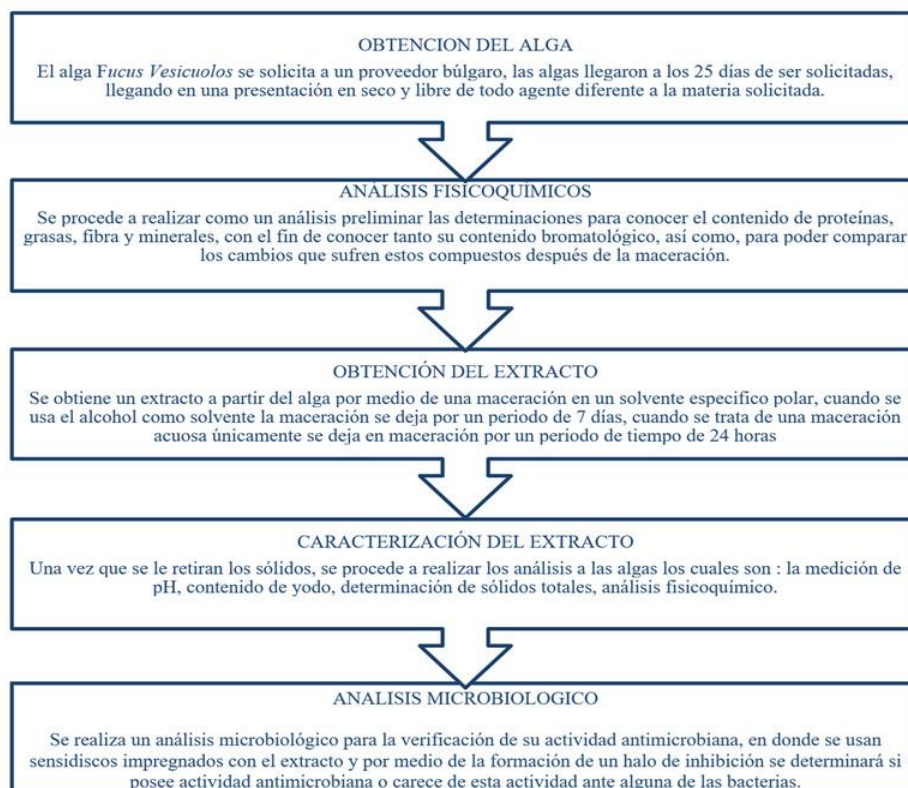 OBTENCION DEL ALGA
El alga Fucus Vesicuolos se solicita a un proveedor búlgaro, las algas llegaron a los 25 días de ser solicitadas,
llegando en una presentación en seco y libre de todo agente diferente a la materia solicitada.
ANÁLISIS FISICOQUÍMICOS
Se procede a realizar como un análisis preliminar las determinaciones para conocer el contenido de proteínas,
grasas, fibra y minerales, con el fin de conocer tanto su contenido bromatológico, así como, para poder comparar
los cambios que sufren estos compuestos después de la maceración.
OBTENCIÓN DEL EXTRACTO
Se obtiene un extracto a partir del alga por medio de una maceración en un solvente especifico polar, cuando se
usa el alcohol como solvente la maceración se deja por un periodo de 7 días, cuando se trata de una maceración
acuosa únicamente se deja en maceración por un periodo de tiempo de 24 horas
CARACTERIZACIÓN DEL EXTRACTO
Una vez que se le retiran los sólidos, se procede a realizar los análisis a las algas los cuales son : la medición de
pH, contenido de yodo, determinación de sólidos totales, análisis fisicoquímico.
ANALISIS MICROBIOLOGICO
Se realiza un análisis microbiológico para la verificación de su actividad antimicrobiana, en donde se usan
sensidiscos impregnados con el extracto y por medio de la formación de un halo de inhibición se determinará si
posee actividad antimicrobiana o carece de esta actividad ante alguna de las bacterias.